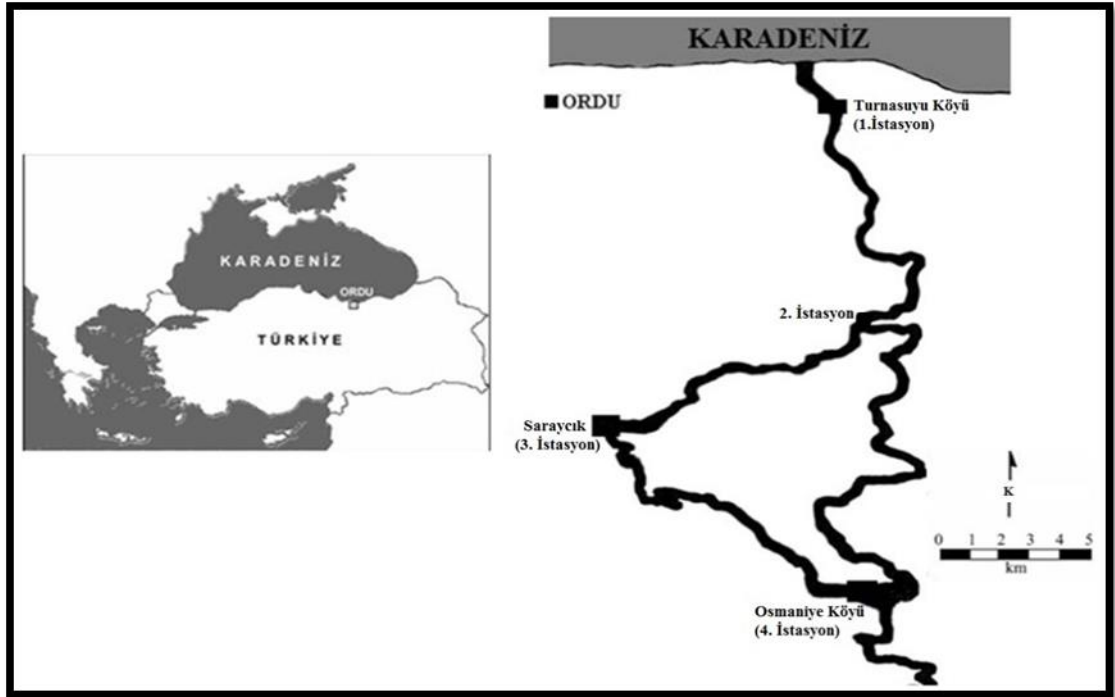 KARADENİZ
ORDU
Turnasuyu Köyü
(1.İstasyon)
KARADENİZ
ORDU
TÜRKİYE
2. İstasyon
Saraycık
(3. İstasyon)
K
0 1 2 3 4 5
km
Osmaniye Köyü
(4. İstasyon)